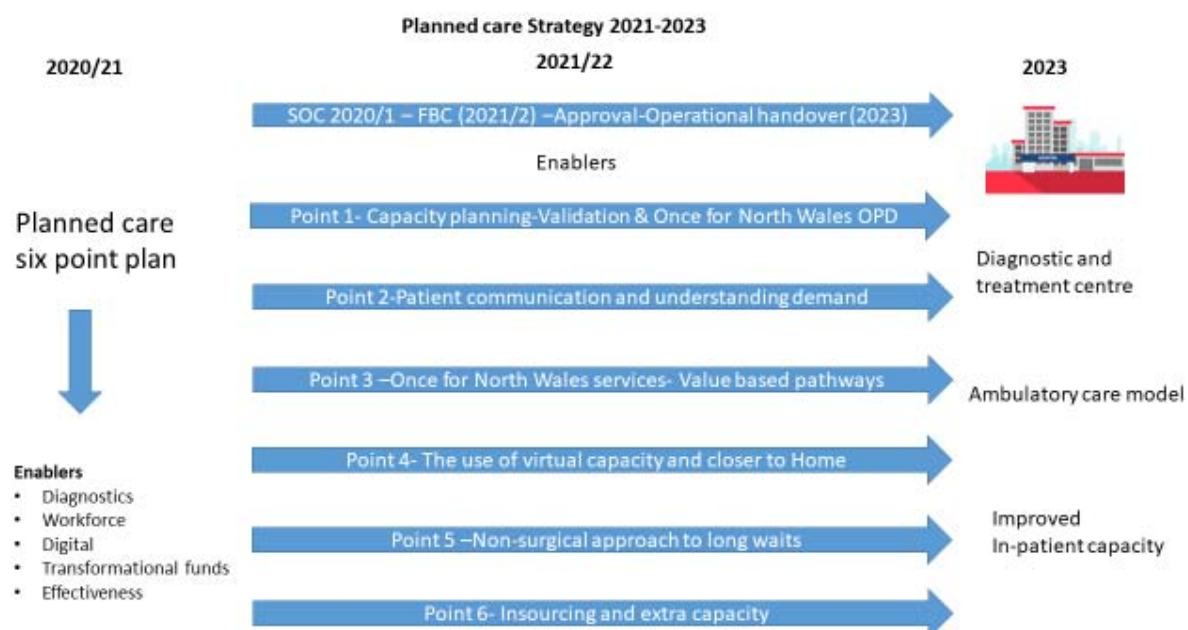 Planned care Strategy 2021-2023
2020/21
2021/22
2023
SOC 2020/1 – FBC (2021/2) –Approval-Operational handover (2023)
Enablers
Planned care
six point plan
Point 1- Capacity planning-Validation & Once for North Wales OPD
Point 2-Patient communication and understanding demand
Point 3 –Once for North Wales services- Value based pathways
Point 4- The use of virtual capacity and closer to Home
Point 5 –Non-surgical approach to long waits
Point 6- Insourcing and extra capacity
Diagnostic and
treatment centre
Ambulatory care model
Improved
In-patient capacity
Enablers
• Diagnostics
• Workforce
• Digital
• Transformational funds
• Effectiveness